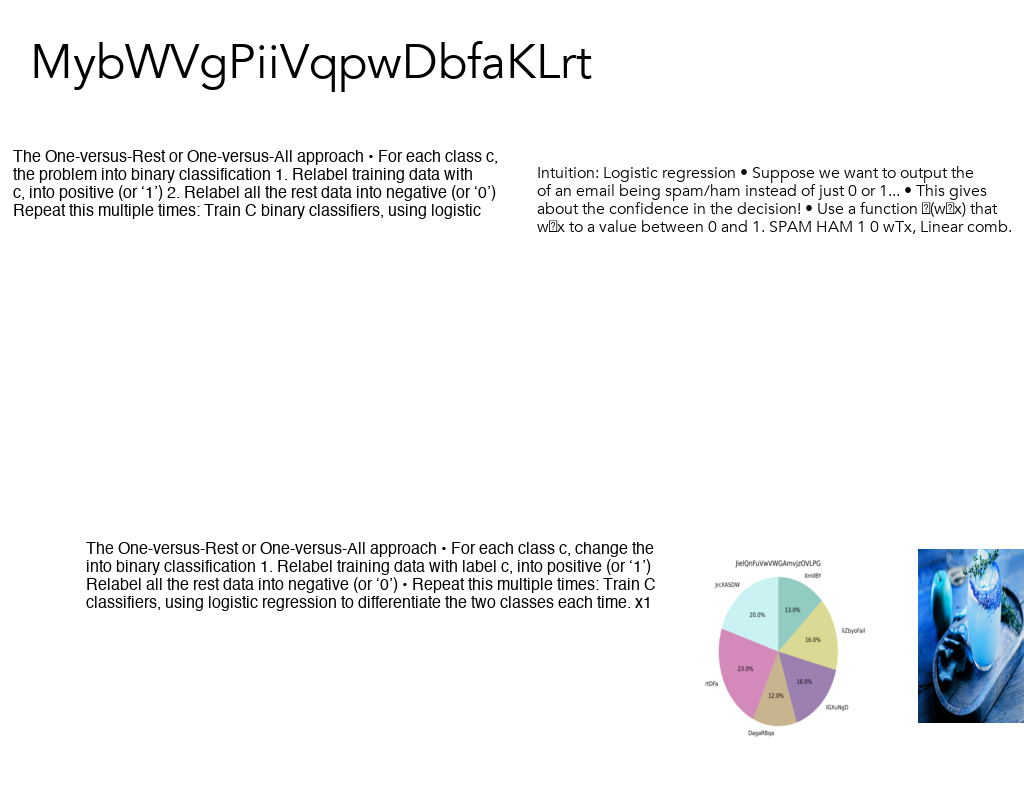 MybWVgPiiVqpwDbfaKLrt
The One-versus-Rest or One-versus-All approach • For each class c,
the problem into binary classification 1. Relabel training data with
c, into positive (or ‘1’) 2. Relabel all the rest data into negative (or ‘0’)
Repeat this multiple times: Train C binary classifiers, using logistic
Intuition: Logistic regression • Suppose we want to output the
of an email being spam/ham instead of just 0 or 1... • This gives
about the confidence in the decision! • Use a function (wx) that
wx to a value between 0 and 1. SPAM HAM 1 0 wTx, Linear comb.
The One-versus-Rest or One-versus-All approach • For each class c, change the
into binary classification 1. Relabel training data with label c, into positive (or ‘1’)
Relabel all the rest data into negative (or ‘0’) • Repeat this multiple times: Train C
classifiers, using logistic regression to differentiate the two classes each time. x1
JrcXASDW
20.0%
13.0%
16.0%
23.0%
rtDFa
16.0%
12.0%
IGXuNgD
DagaRBqa